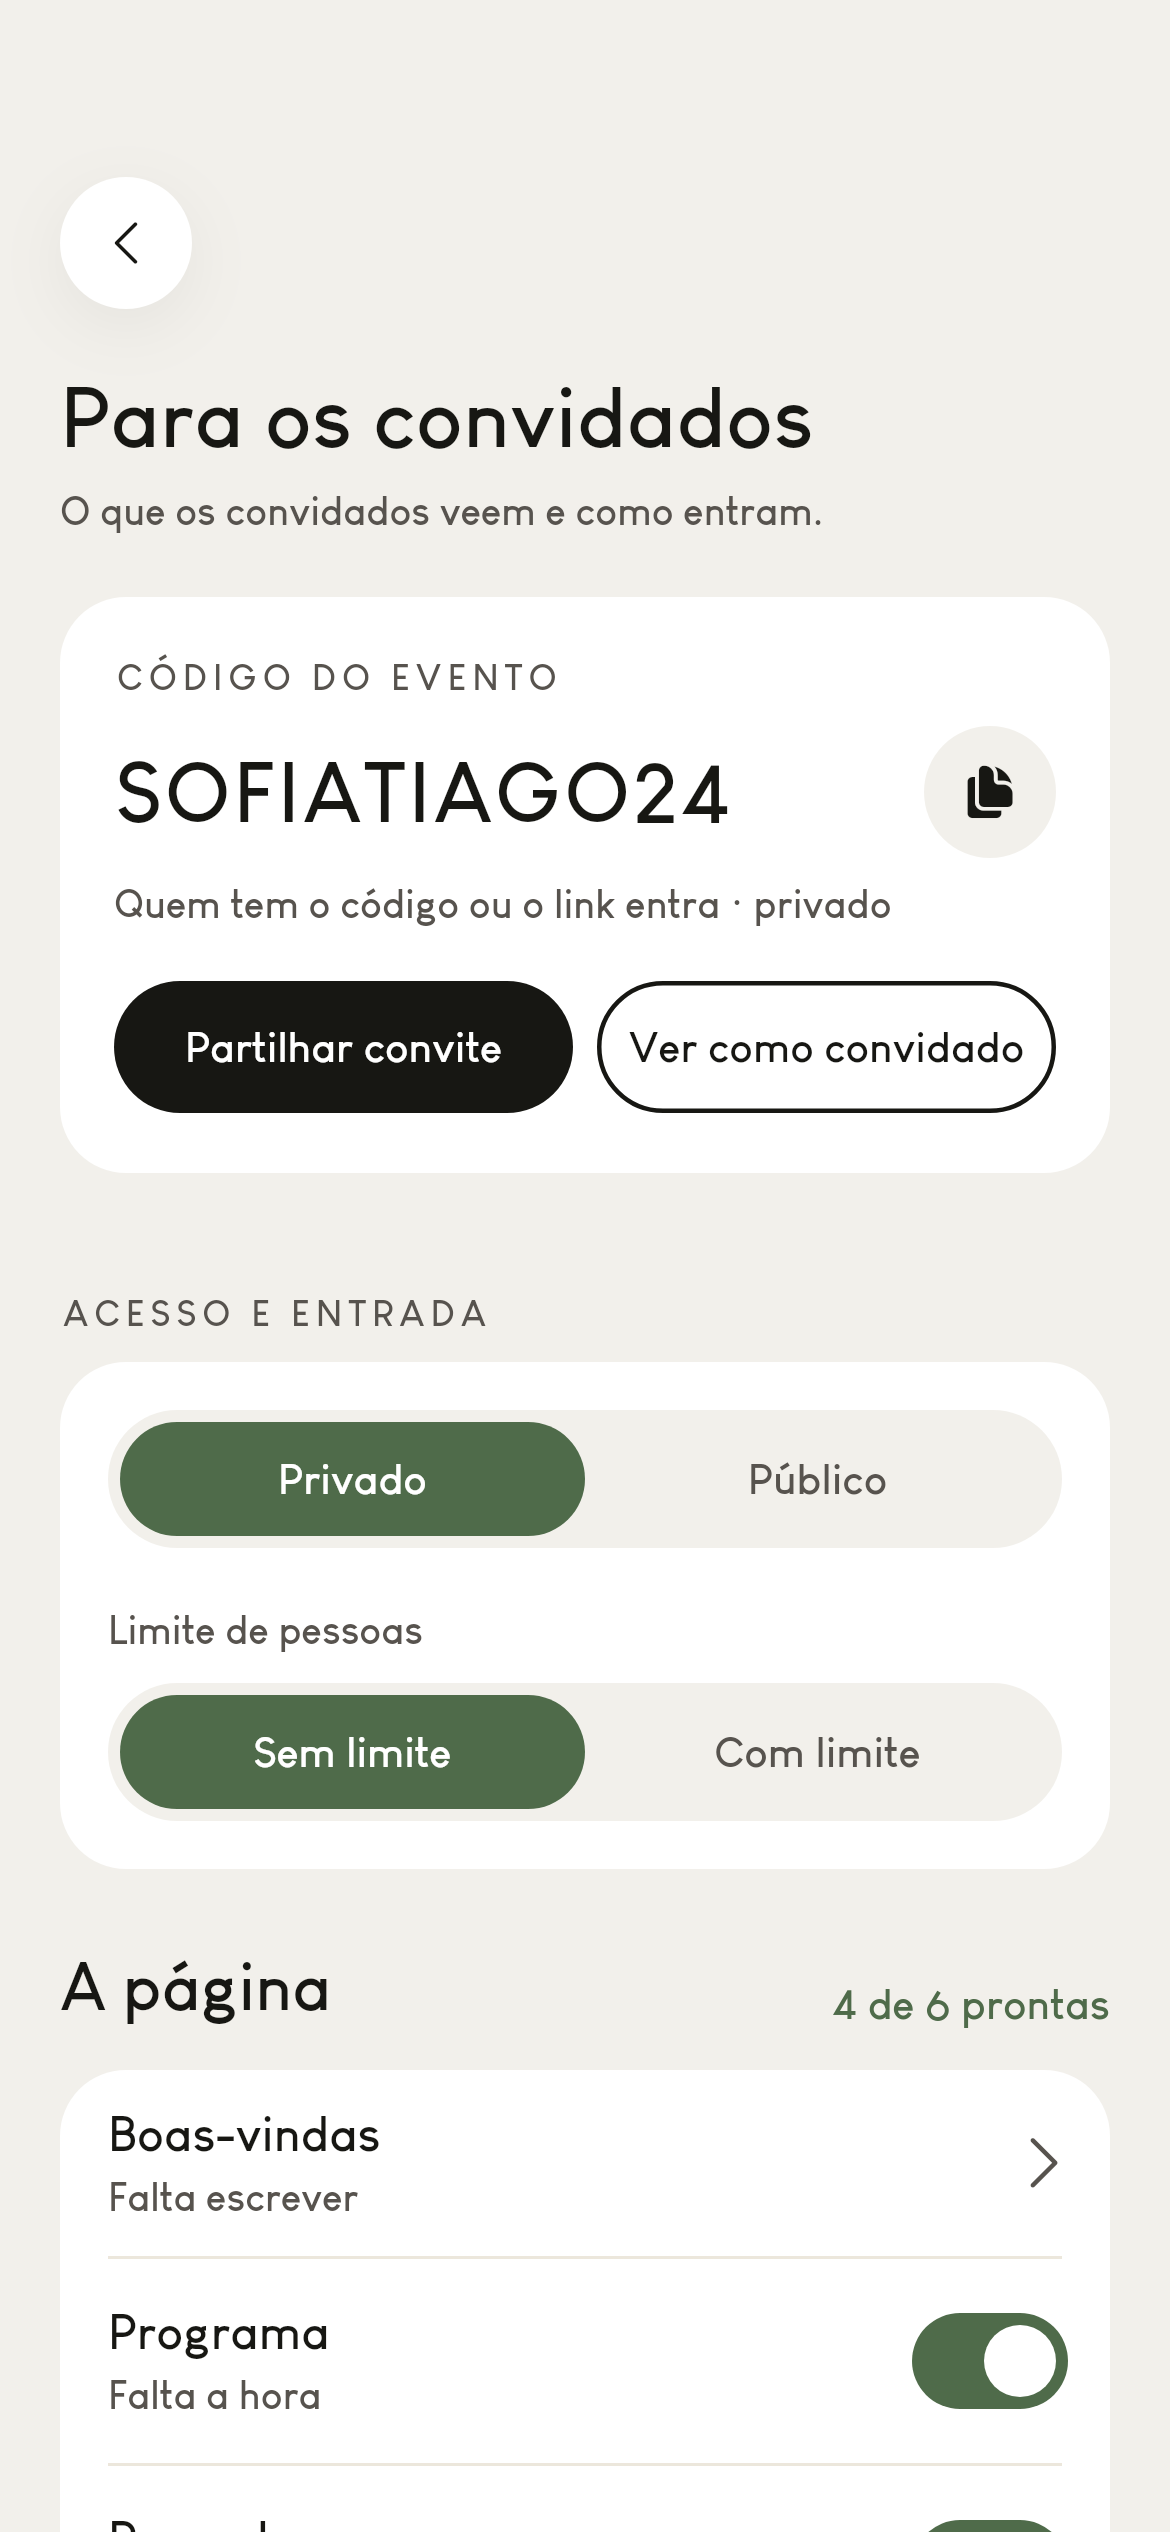 Para os convidados
O que os convidados veem e como entram.
CÓDIGO DO EVENTO
SOFIATIAGO24
Quem tem o código ou o link entra · privado
Partilhar convite
Ver como convidado
ACESSO E ENTRADA
Privado
Público
Limite de pessoas
Sem limite
Com limite
A página
4 de 6 prontas
Boas-vindas
Falta escrever
Programa
Falta a hora